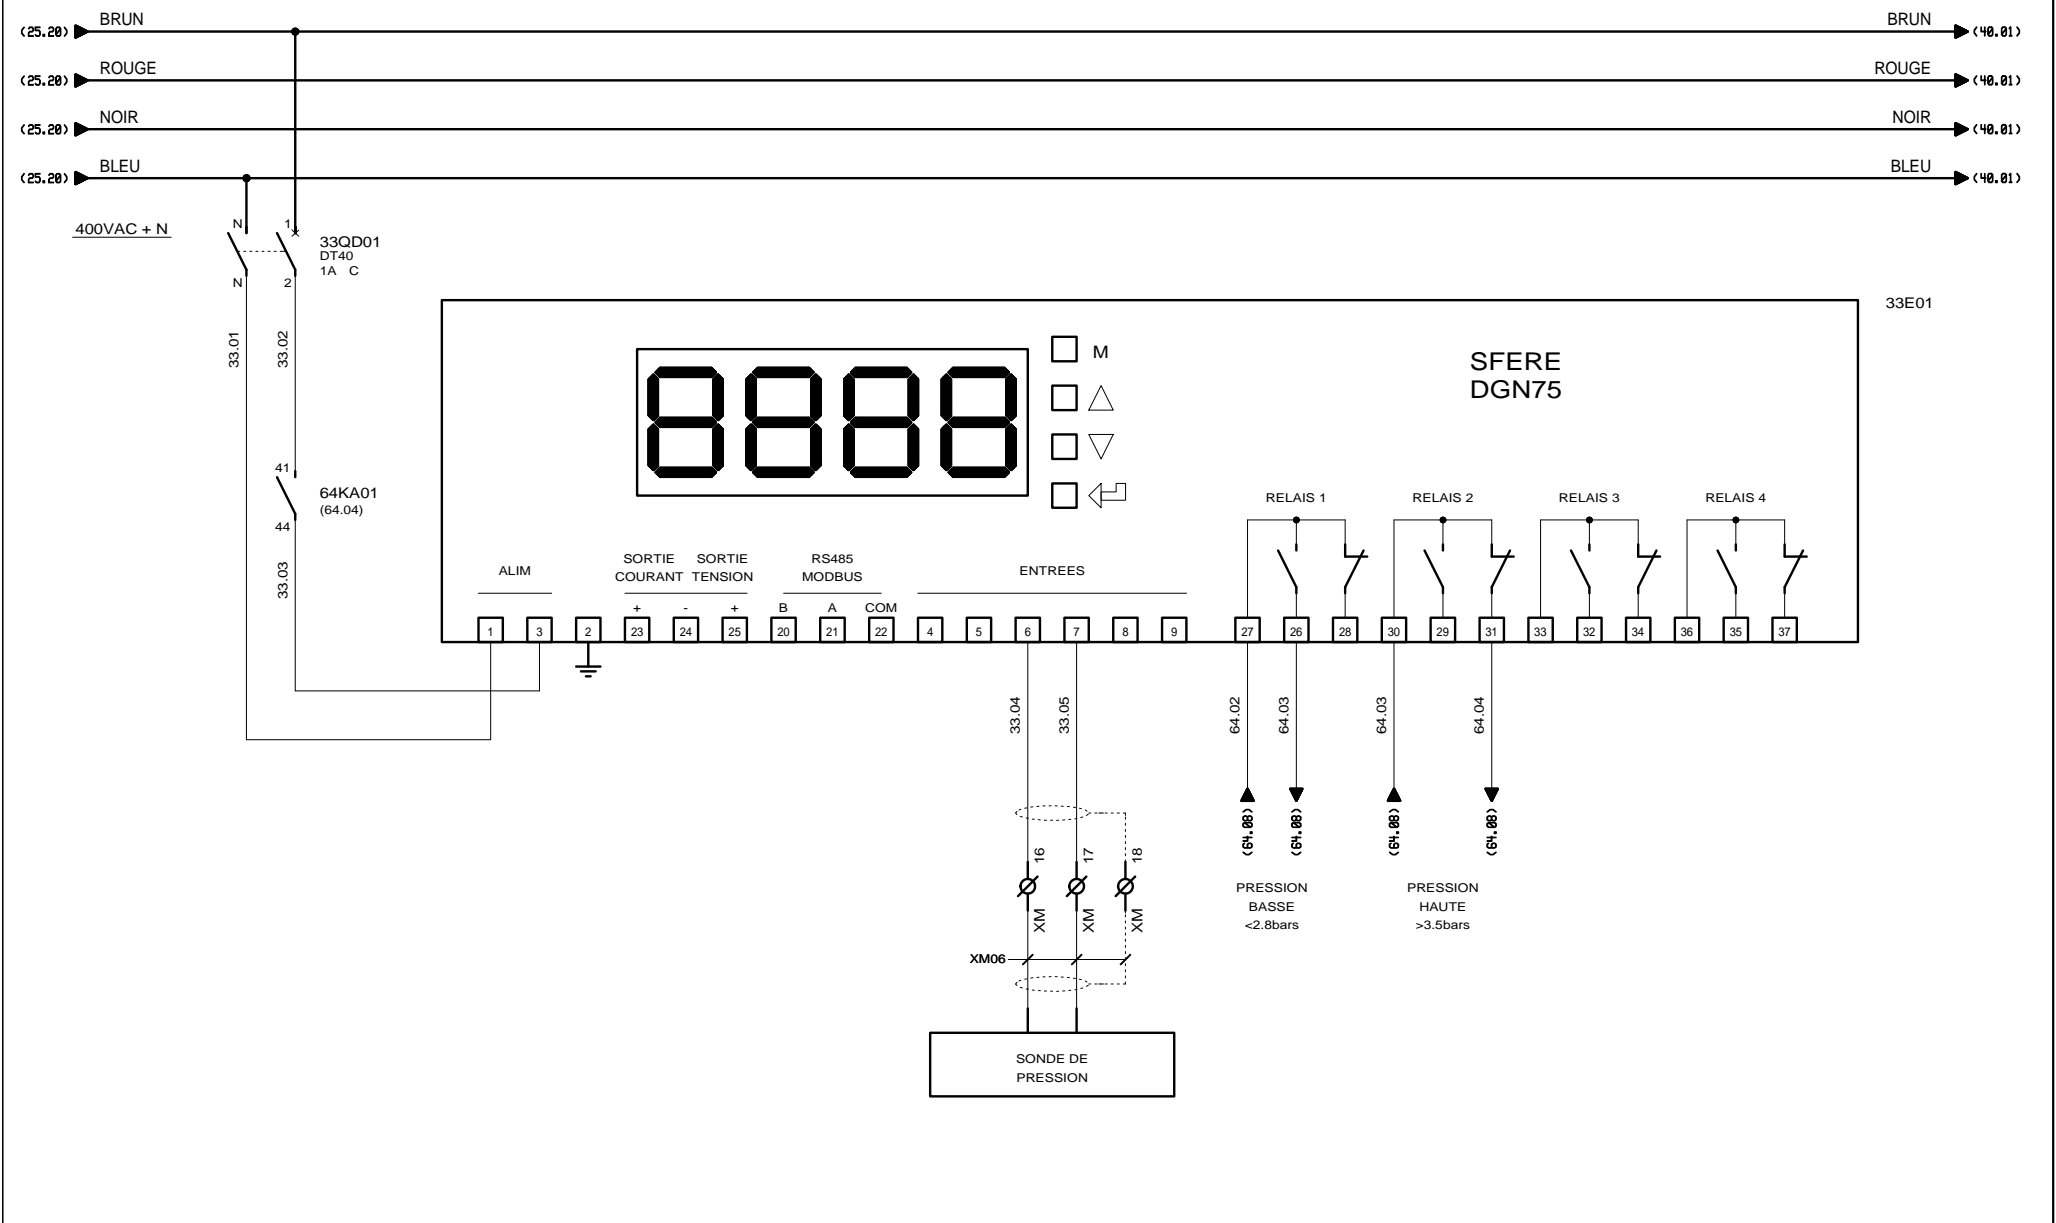 BRUN BRUN
(25.20) (40.01)
ROUGE ROUGE
(25.20) (40.01)
NOIR NOIR
(25.20) (40.01)
BLEU BLEU
(25.20) (40.01)
400VAC + N
N 1
33QD01
DT40
1A C
N 2
33.01 33.02
33E01
M
SFERE
DGN75
41
64KA01
(64.04)
44
33.03
RELAIS 1 RELAIS 2 RELAIS 3 RELAIS 4
ALIM
SORTIE COURANT
SORTIE TENSION
RS485 MODBUS
ENTREES
+ - + B A COM
1 3 2 23 24 25 20 21 22 4 5 6 7 8 9 27 26 28 30 29 31 33 32 34 36 35 37
33.04 33.05 64.02 64.03 64.03 64.04
(64.08) (64.08) (64.08) (64.08)
16 17 18
XM XM XM
PRESSION
BASSE
<2.8bars
PRESSION
HAUTE
>3.5bars
XM06
SONDE DE
PRESSION